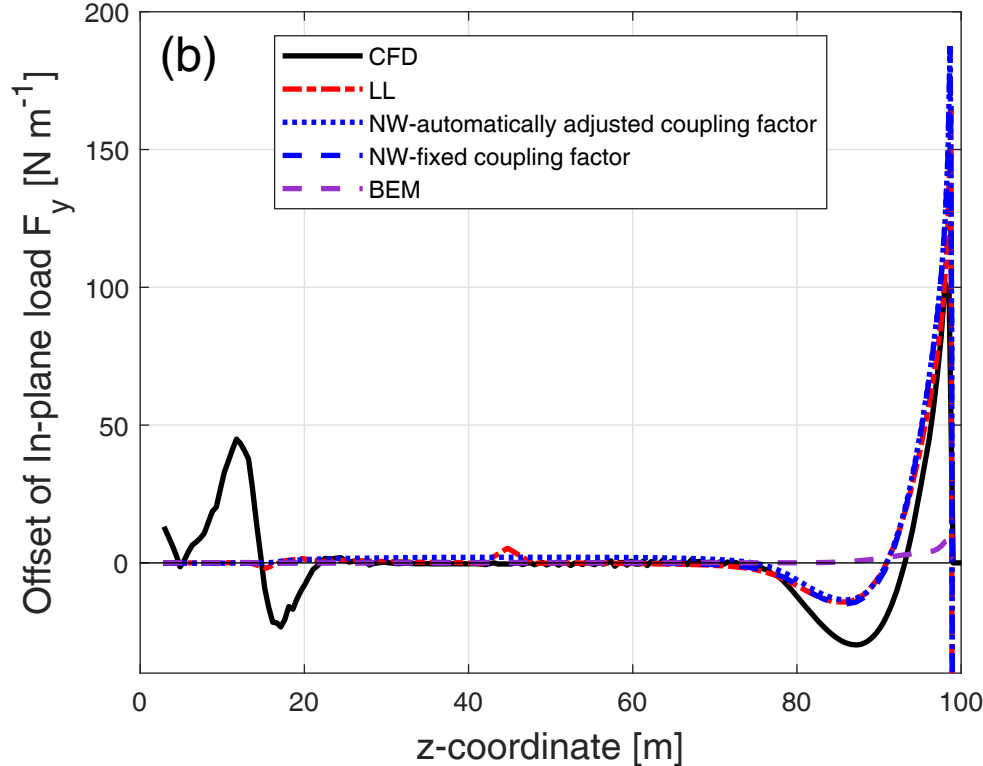 (b)
CFD
LL
NW-automatically adjusted coupling factor
NW-fixed coupling factor
BEM
Offset of In-plane load F_y [N m^-1]
200
150
100
50
0
0 20 40 60 80 100
z-coordinate [m]